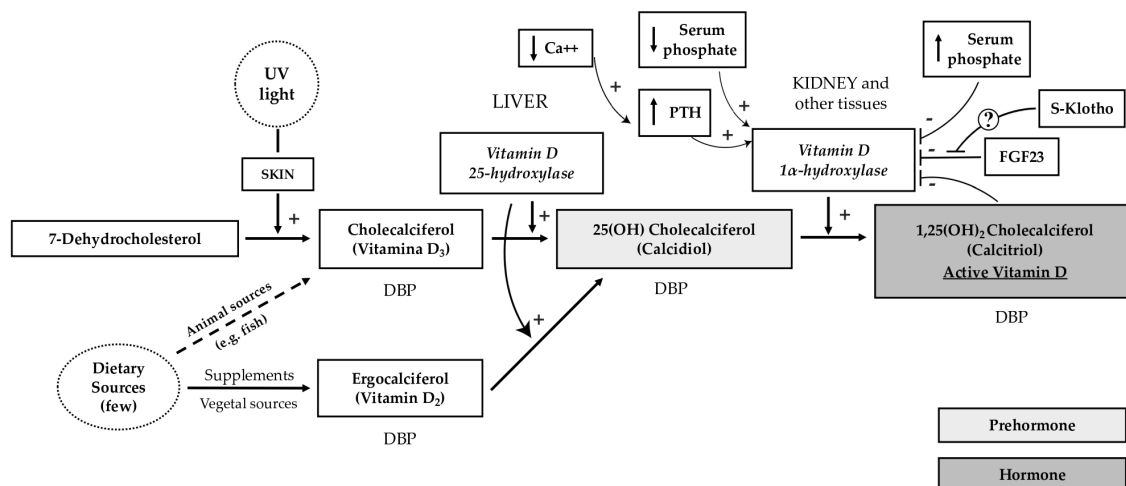 Ca++
Serum
phosphate
Serum
phosphate
UV
light
LIVER
+
PTH
+
+
KIDNEY and
other tissues
S-Klotho
?
-
-
FGF23
-
SKIN
Vitamin D
25-hydroxylase
Vitamin D
1α-hydroxylase
+
+
+
7-Dehydrocholesterol
Cholecalciferol
(Vitamina D₃)
25(OH) Cholecalciferol
(Calcidiol)
1,25(OH)₂ Cholecalciferol
(Calcitriol)
Active Vitamin D
DBP
DBP
DBP
Animal sources
(e.g. fish)
+
Dietary
Sources
(few)
Supplements
Vegetal sources
Ergocalciferol
(Vitamin D₂)
DBP
Prehormone
Hormone